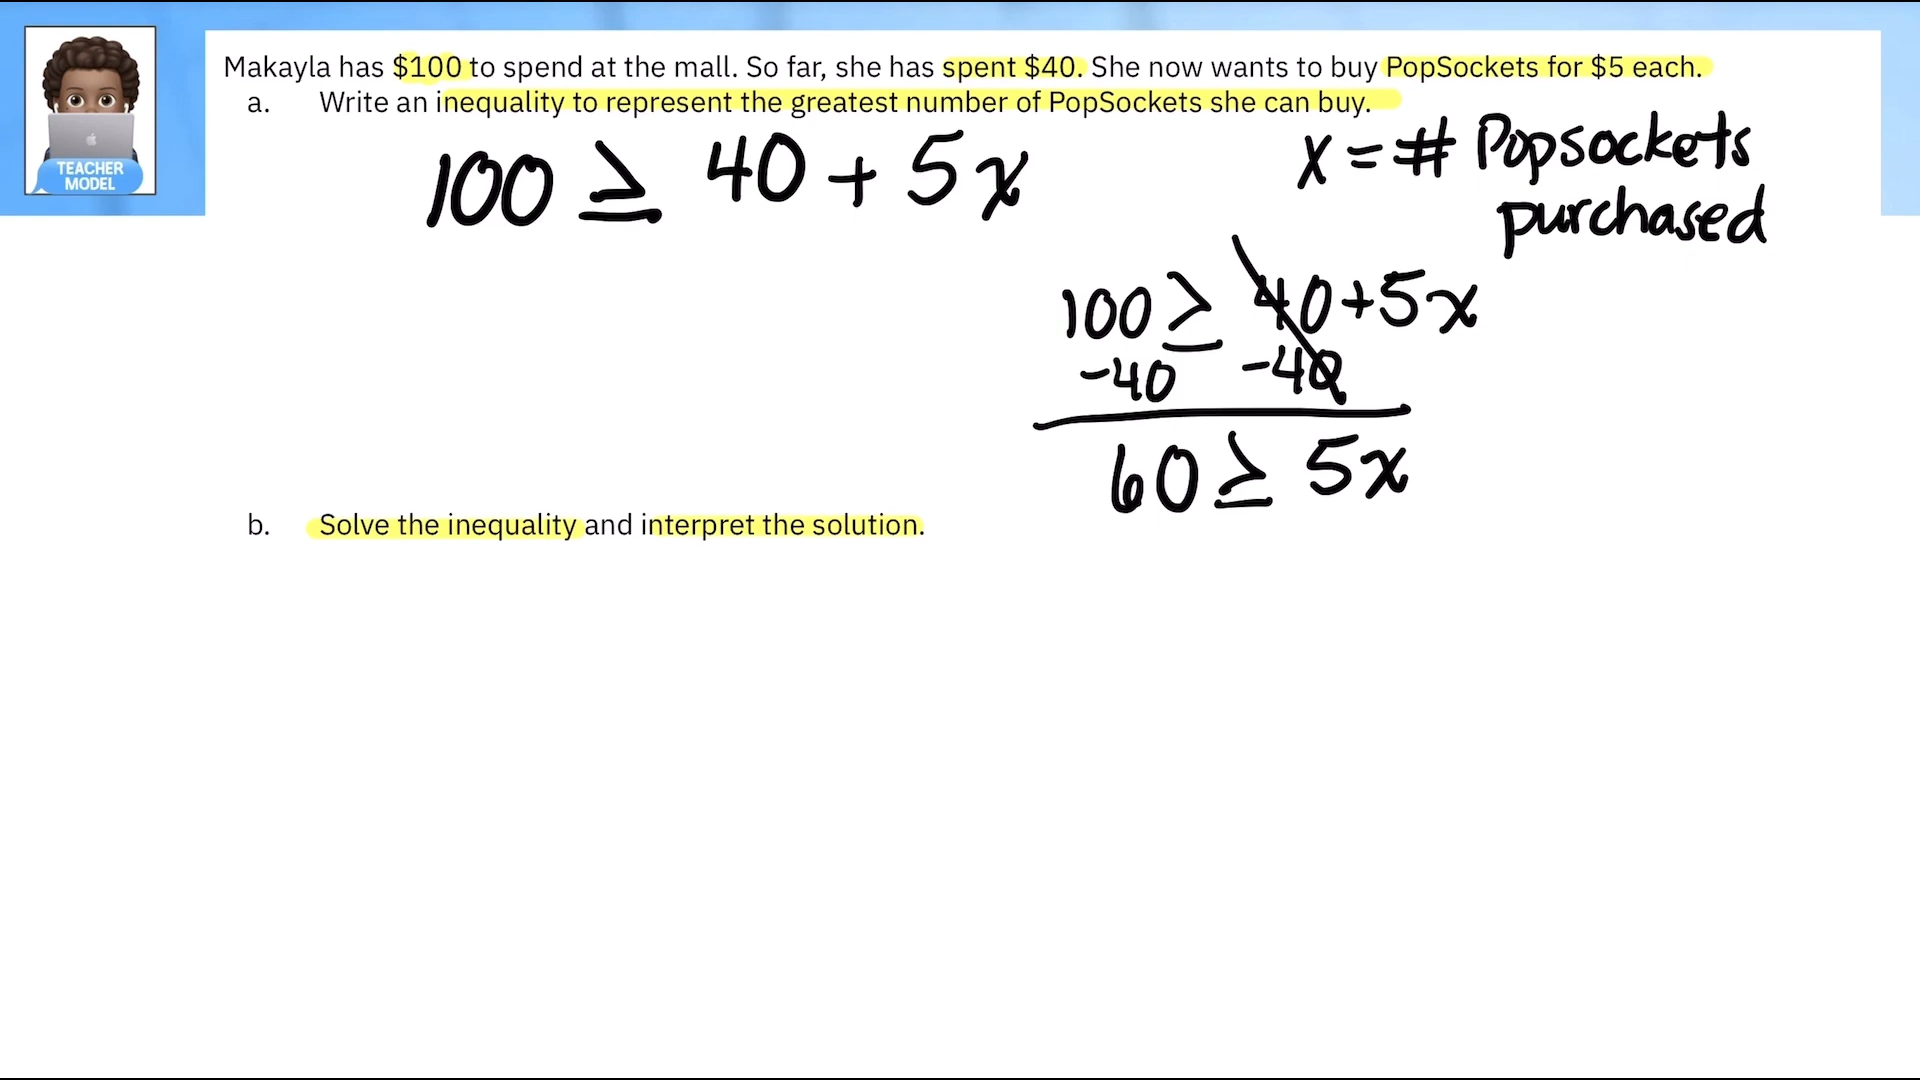 TEACHER
MODEL
Makayla has $100 to spend at the mall. So far, she has spent $40. She now wants to buy PopSockets for $5 each.
a. Write an inequality to represent the greatest number of PopSockets she can buy.
100 ≥ 40 + 5x
x = # Popsockets
purchased
100 ≥ 40+5x
-40 -40
60 ≥ 5x
b. Solve the inequality and interpret the solution.